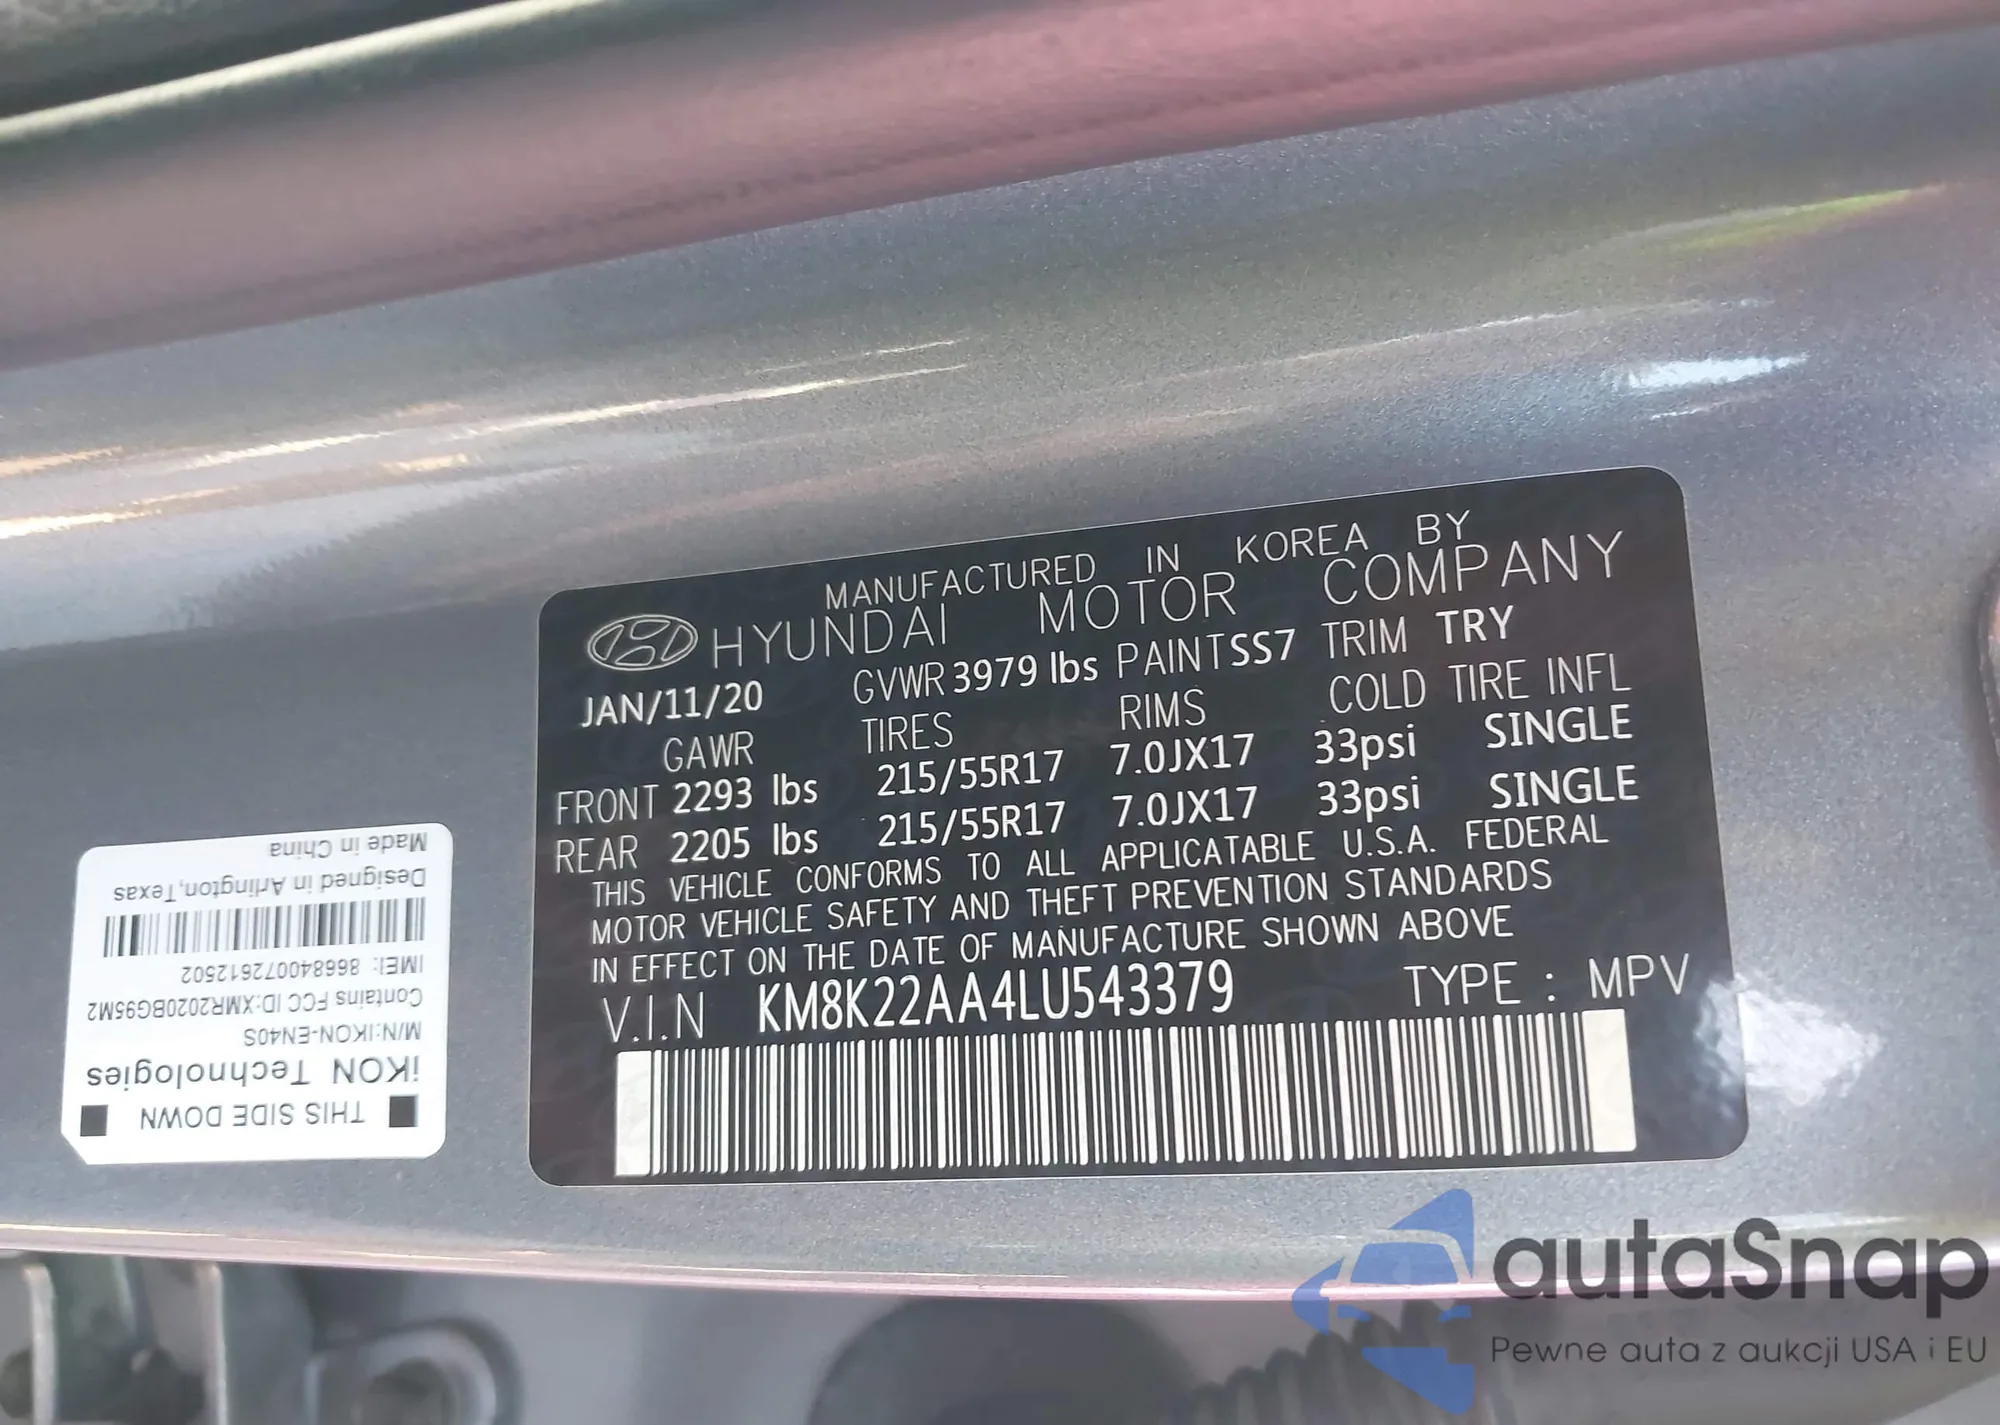 MANUFACTURED IN KOREA BY
HYUNDAI MOTOR COMPANY
JAN/11/20 GVWR 3979 lbs PAINT SS7 TRIM TRY
GAWR TIRES RIMS COLD TIRE INFL
FRONT 2293 lbs 215/55R17 7.0JX17 33psi SINGLE
REAR 2205 lbs 215/55R17 7.0JX17 33psi SINGLE
THIS VEHICLE CONFORMS TO ALL APPLICATABLE U.S.A. FEDERAL
MOTOR VEHICLE SAFETY AND THEFT PREVENTION STANDARDS
IN EFFECT ON THE DATE OF MANUFACTURE SHOWN ABOVE
V.I.N KM8K22AA4LU543379 TYPE : MPV
THIS SIDE DOWN
iKON Technologies
M/N:IKON-EN40S
Contains FCC ID:XMR2020BG95M2
IMEI: 866840072612502
Designed in Arlington,Texas
Made in China
autaSnap
Pewne auta z aukcji USA i EU